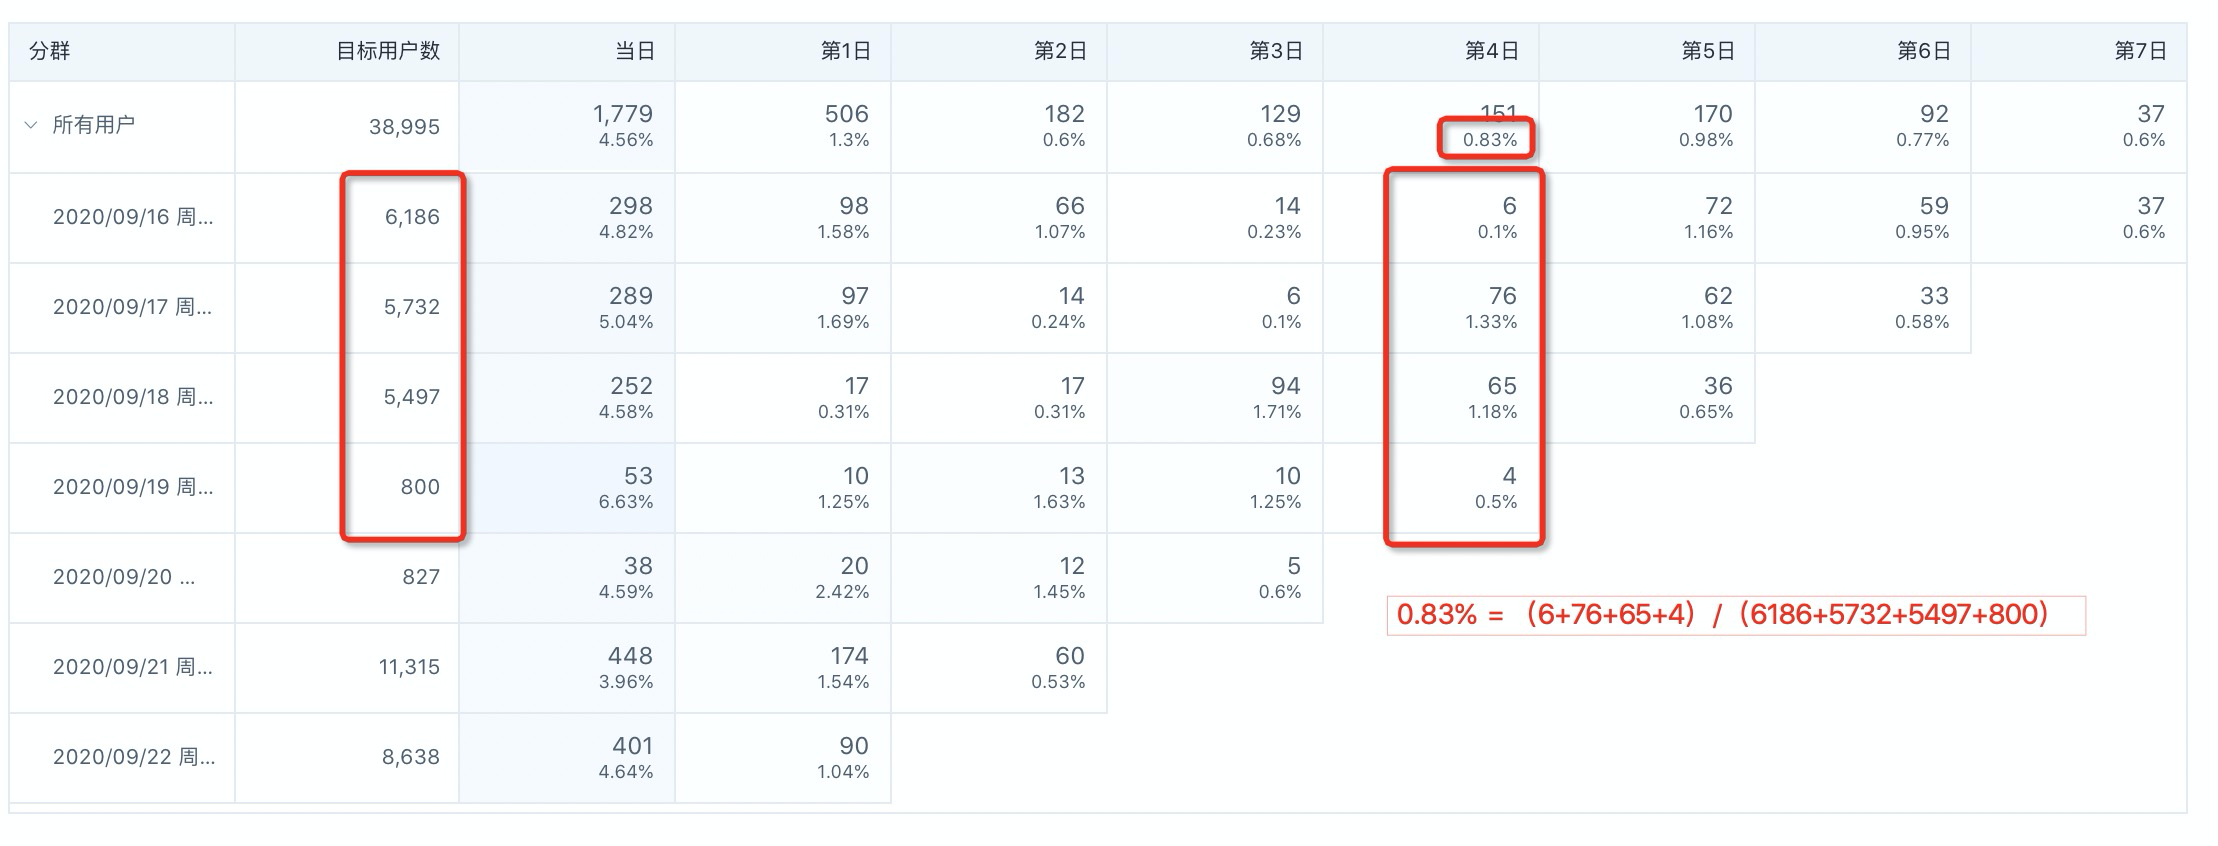 分群 目标用户数 当日 第1日 第2日 第3日 第4日 第5日 第6日 第7日
所有用户 38,995 1,779 506 182 129 151 170 92 37
4.56% 1.3% 0.6% 0.68% 0.83% 0.98% 0.77% 0.6%
2020/09/16 周... 6,186 298 98 66 14 6 72 59 37
4.82% 1.58% 1.07% 0.23% 0.1% 1.16% 0.95% 0.6%
2020/09/17 周... 5,732 289 97 14 6 76 62 33
5.04% 1.69% 0.24% 0.1% 1.33% 1.08% 0.58%
2020/09/18 周... 5,497 252 17 17 94 65 36
4.58% 0.31% 0.31% 1.71% 1.18% 0.65%
2020/09/19 周... 800 53 10 13 10 4
6.63% 1.25% 1.63% 1.25% 0.5%
2020/09/20 ... 827 38 20 12 5
4.59% 2.42% 1.45% 0.6%
0.83% = （6+76+65+4）/（6186+5732+5497+800）
2020/09/21 周... 11,315 448 174 60
3.96% 1.54% 0.53%
2020/09/22 周... 8,638 401 90
4.64% 1.04%